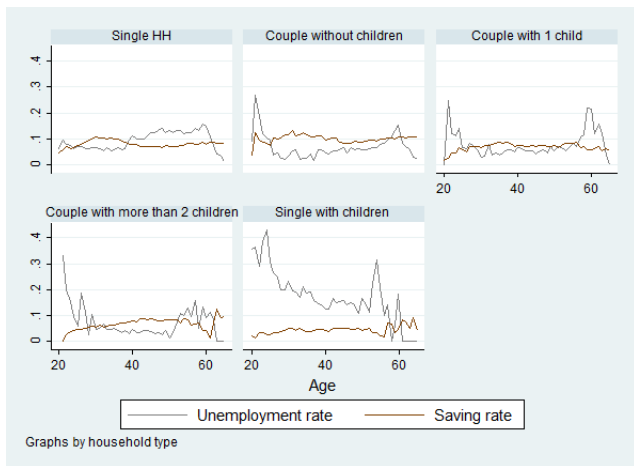 Single HH
Couple without children
Couple with 1 child
.4
.3
.2
.1
0
20
40
60
Couple with more than 2 children
Single with children
.4
.3
.2
.1
0
20
40
60
20
40
60
Age
Unemployment rate
Saving rate
Graphs by household type